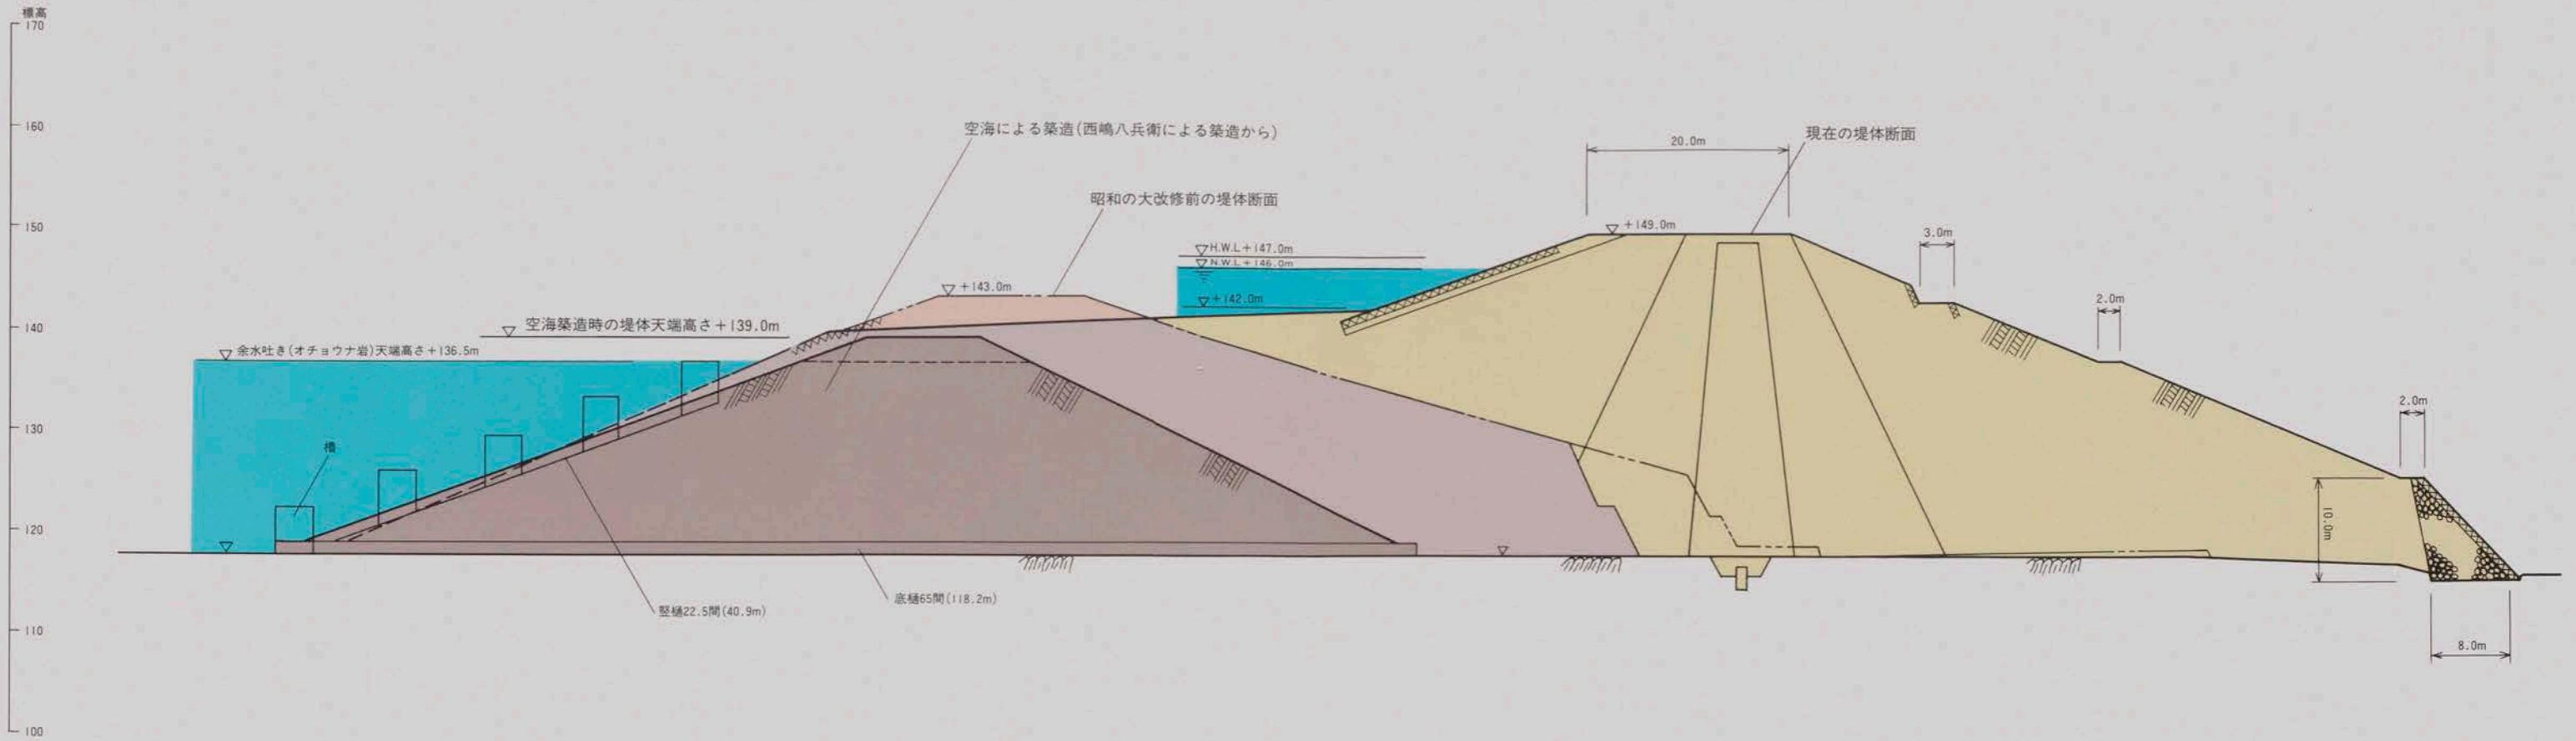 標高
170
160
150
140
130
120
110
100
空海による築造(西嶋八兵衛による築造から)
昭和の大改修前の堤体断面
現在の堤体断面
20.0m
+149.0m
3.0m
2.0m
2.0m
H.W.L+147.0m
N.W.L+146.0m
+142.0m
+143.0m
空海築造時の堤体天端高さ+139.0m
余水吐き(オチョウナ岩)天端高さ+136.5m
櫓
竪樋22.5間(40.9m)
底樋65間(118.2m)
10.0m
8.0m